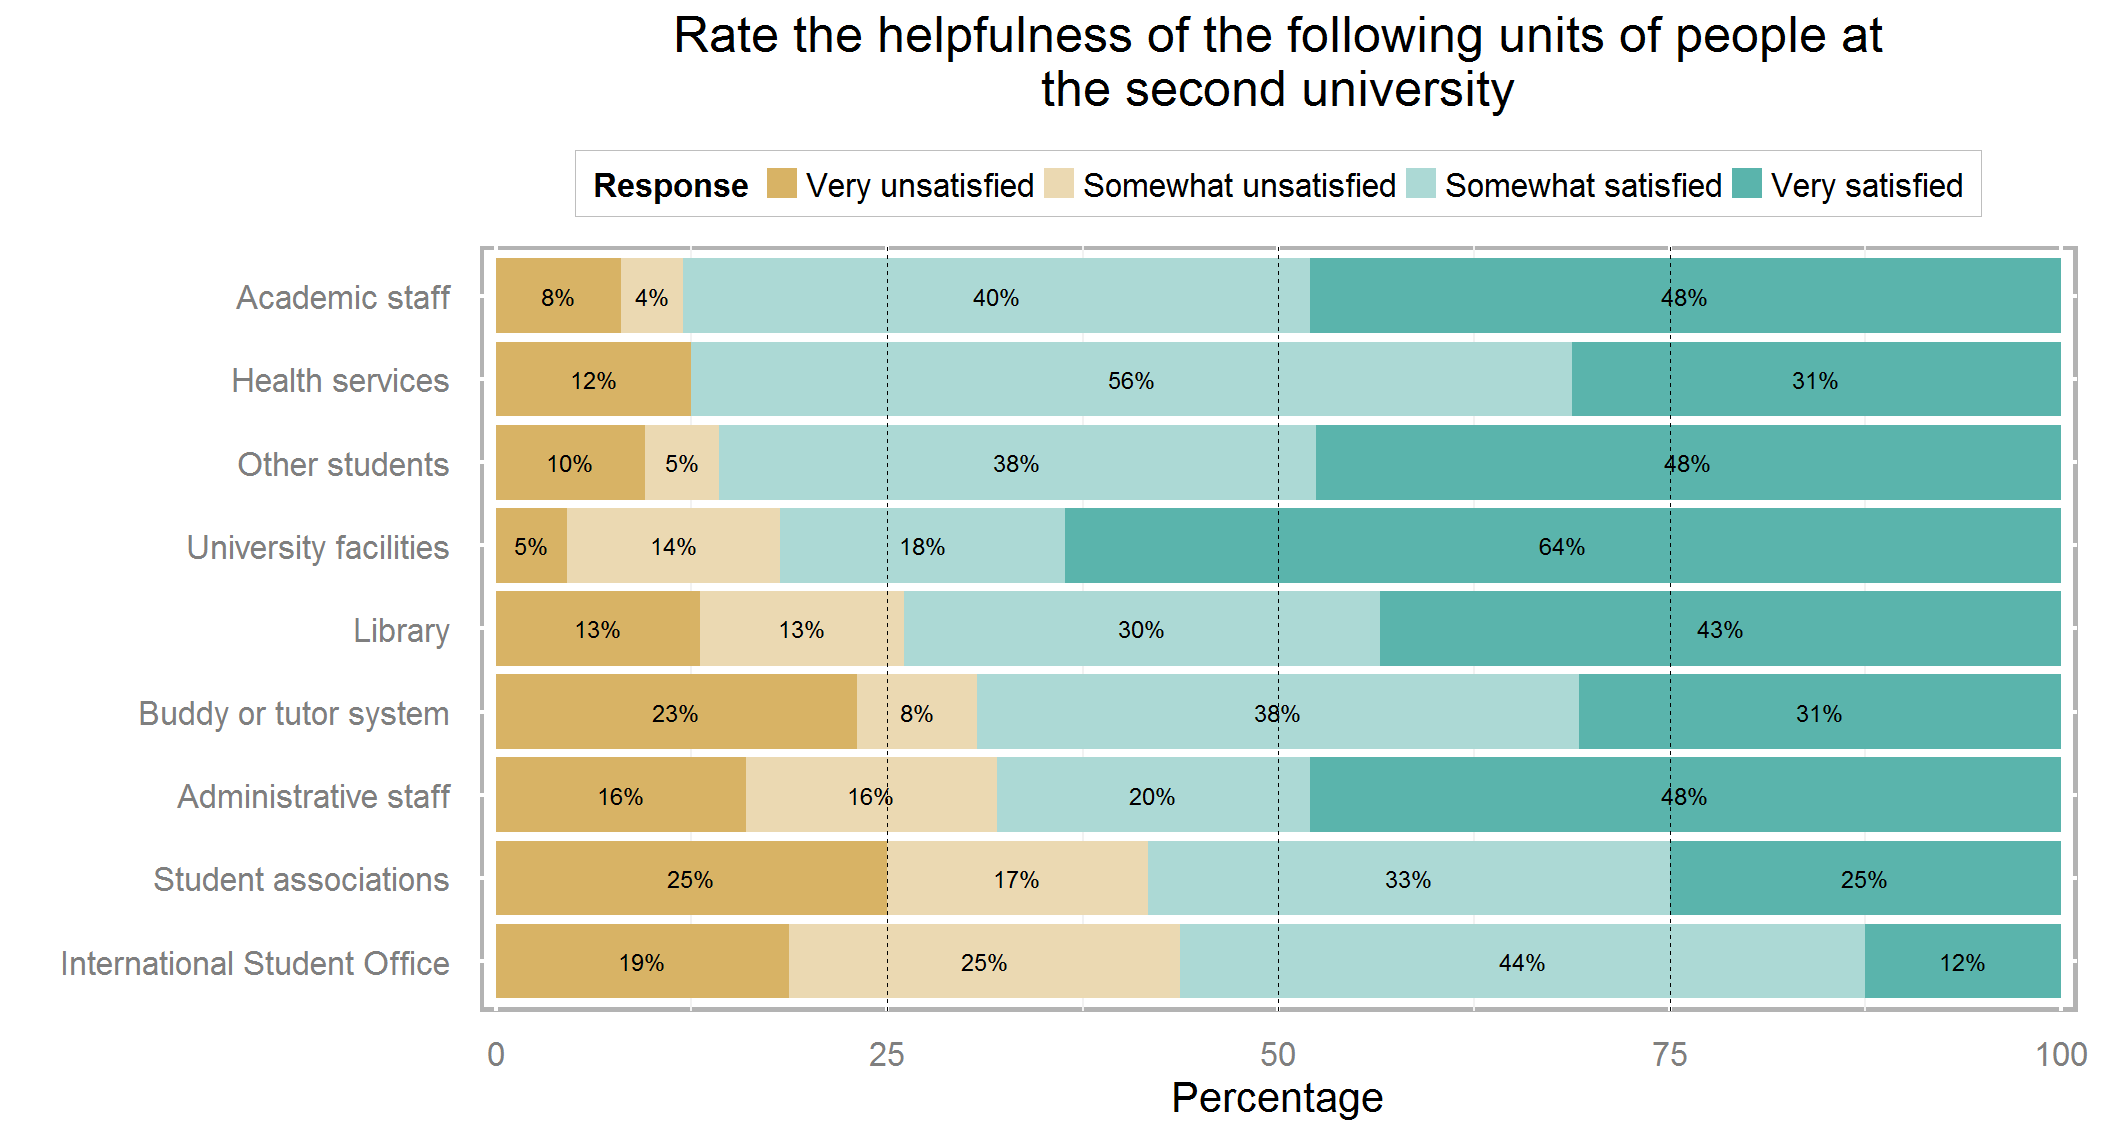 Rate the helpfulness of the following units of people at
the second university
Response Very unsatisfied Somewhat unsatisfied Somewhat satisfied Very satisfied
Academic staff 8% 4% 40% 48%
Health services 12% 56% 31%
Other students 10% 5% 38% 48%
University facilities 5% 14% 18% 64%
Library 13% 13% 30% 43%
Buddy or tutor system 23% 8% 38% 31%
Administrative staff 16% 16% 20% 48%
Student associations 25% 17% 33% 25%
International Student Office 19% 25% 44% 12%
0 25 50 75 100
Percentage